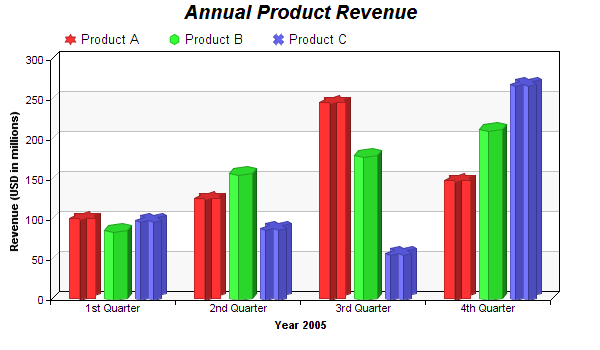 Annual Product Revenue
Product A Product B Product C
300
250
200
150
100
50
0
Revenue (USD in millions)
1st Quarter 2nd Quarter 3rd Quarter 4th Quarter
Year 2005